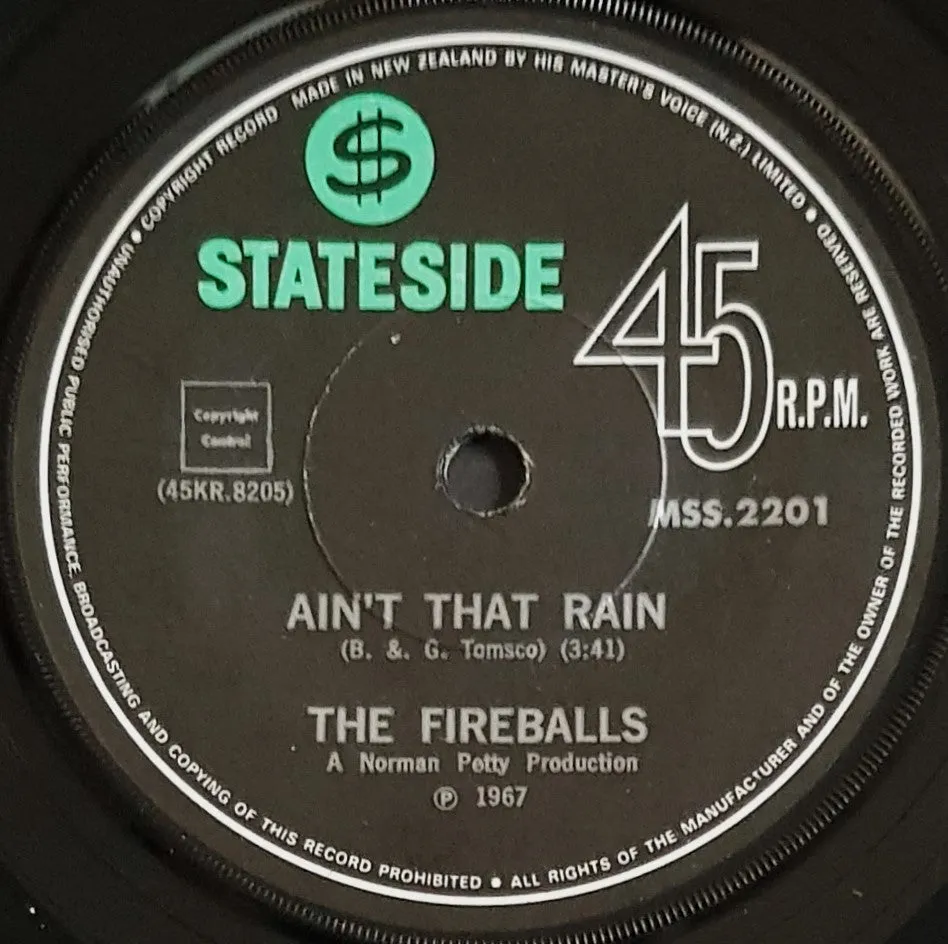 COPYRIGHT RECORD MADE IN NEW ZEALAND BY HIS MASTER'S VOICE (N.Z.) LIMITED ● ALL RIGHTS OF THE MANUFACTURER AND OF THE OWNER OF THE RECORDED WORK ARE RESERVED ● UNAUTHORISED PUBLIC PERFORMANCE, BROADCASTING AND COPYING OF THIS RECORD PROHIBITED ●
$
STATESIDE
45 R.P.M.
Copyright
Control
(45KR.8205)
MSS.2201
AIN'T THAT RAIN
(B. &. G. Tomsco) (3:41)
THE FIREBALLS
A Norman Petty Production
Ⓟ 1967